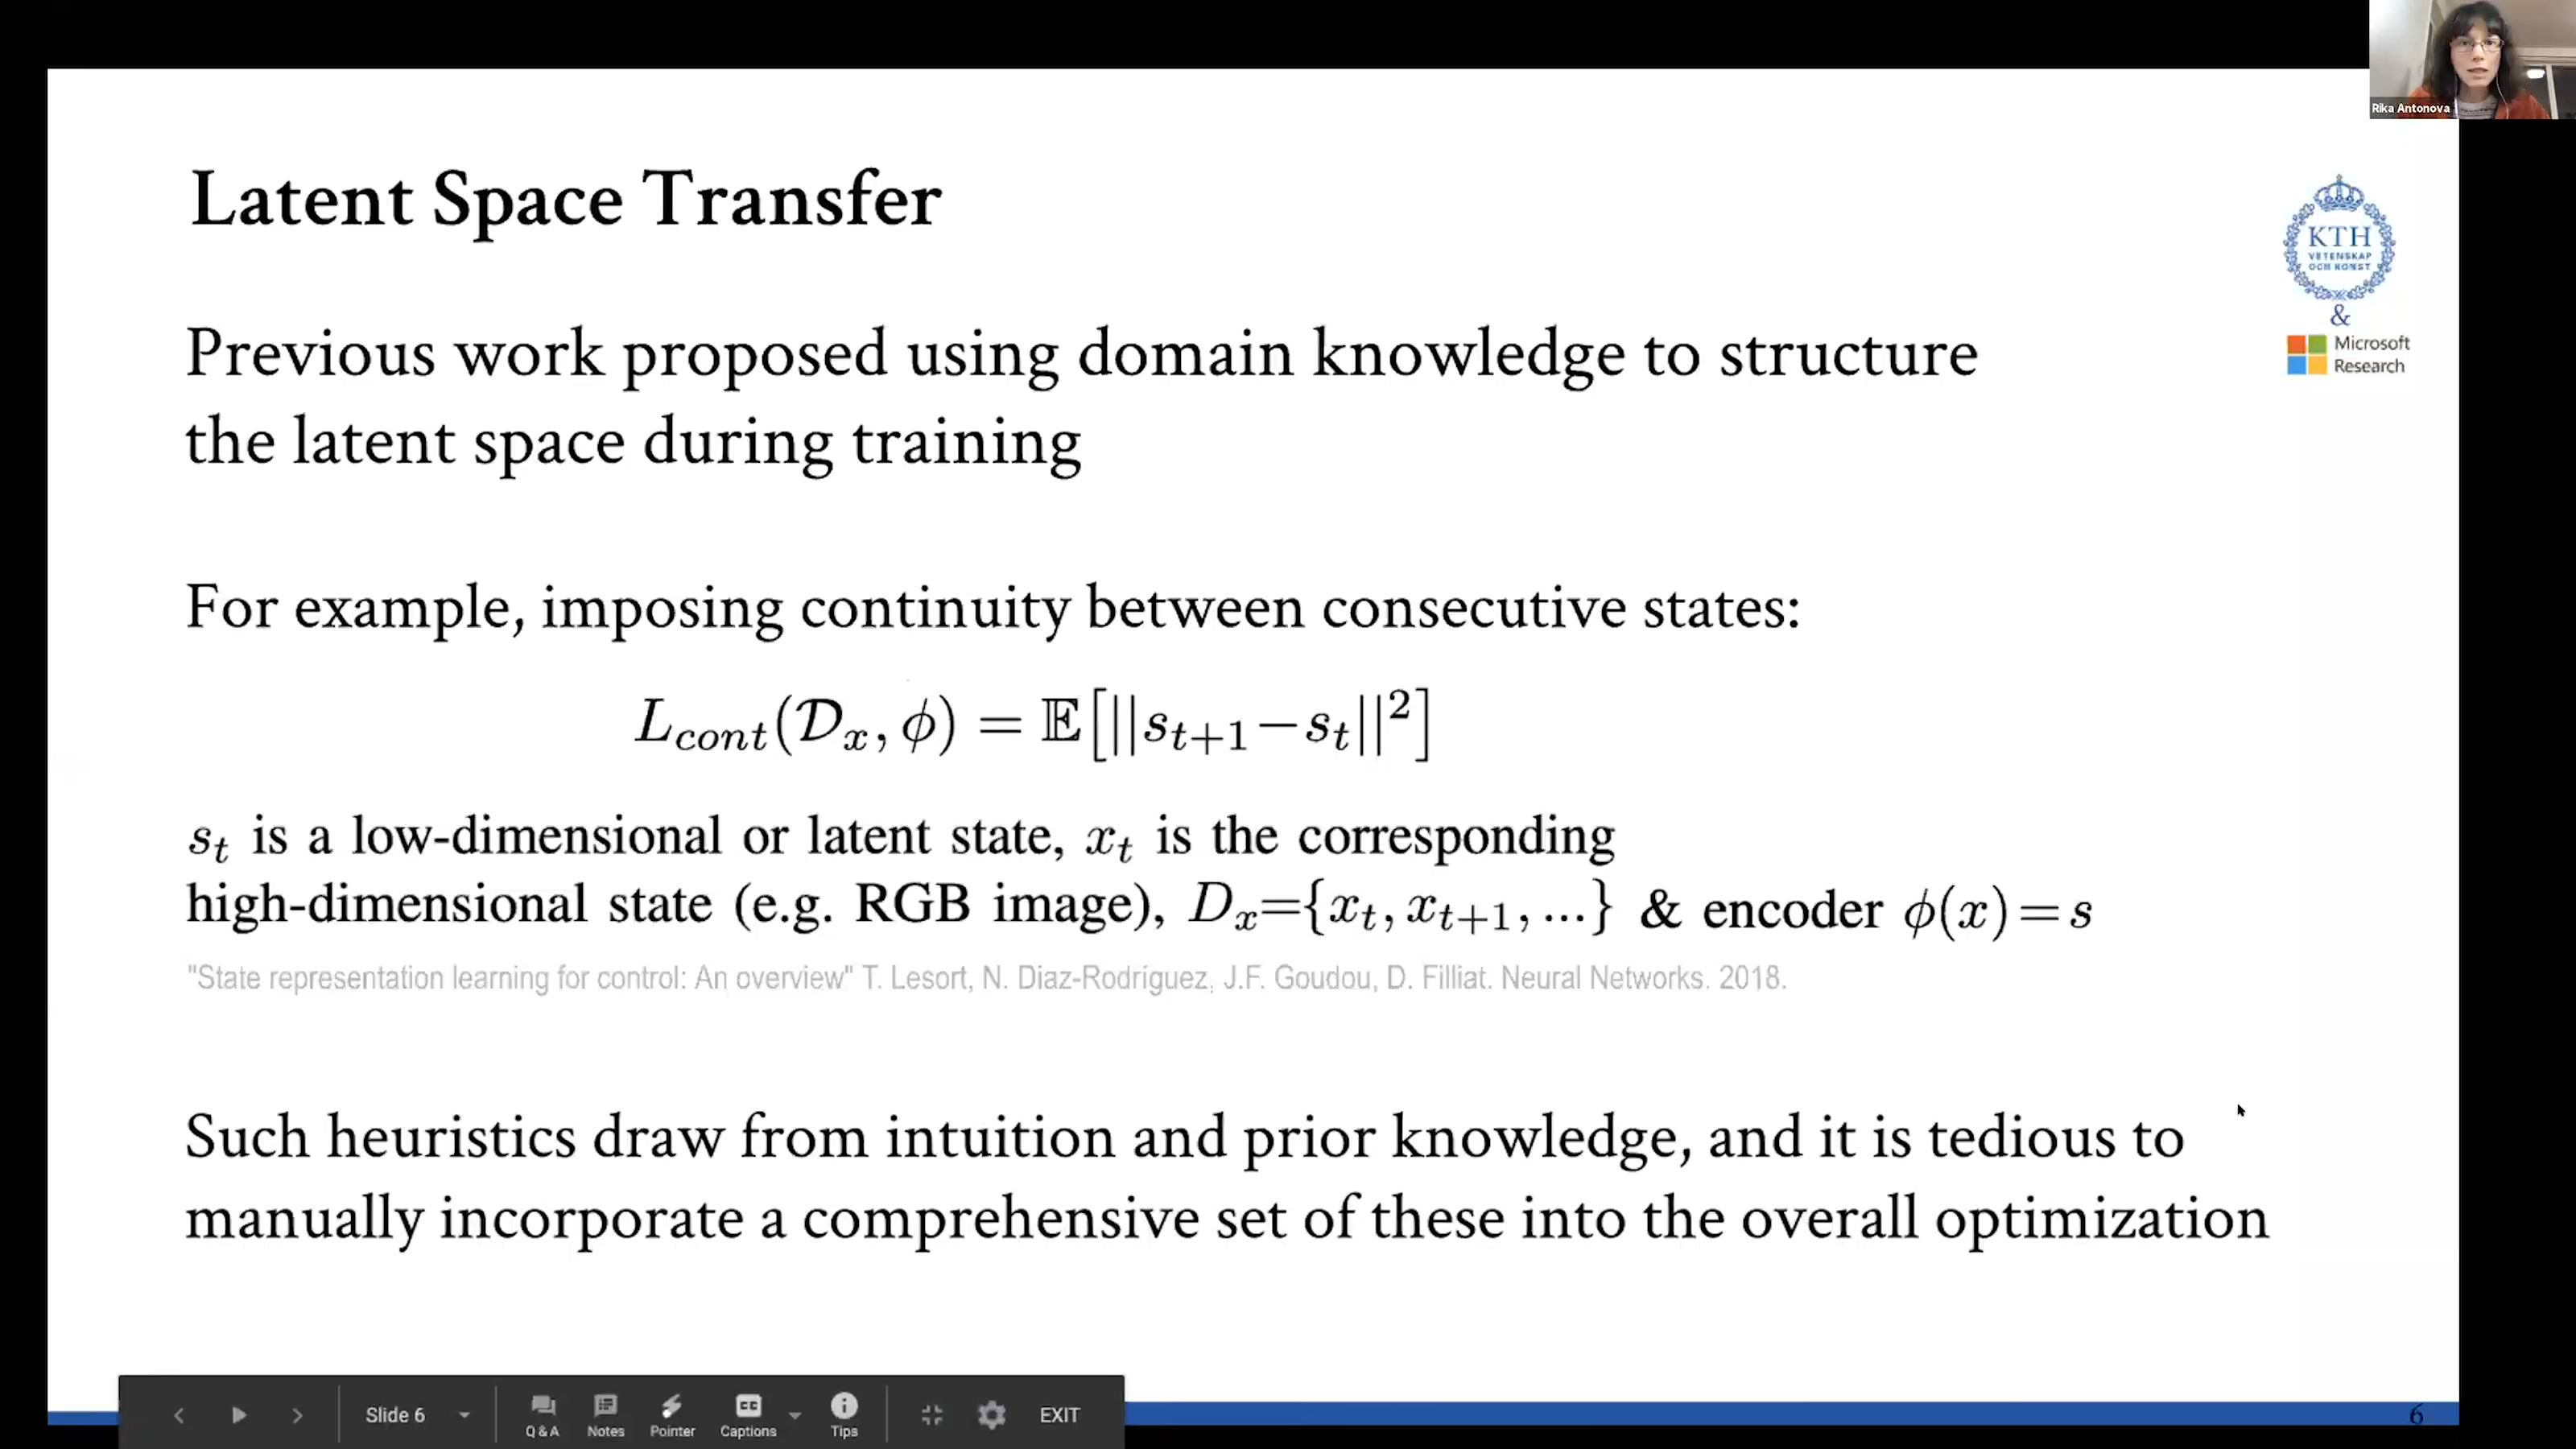 Rika Antonova
Latent Space Transfer
KTH
VETENSKAP
OCH KONST
&
Microsoft
Research
Previous work proposed using domain knowledge to structure
the latent space during training
For example, imposing continuity between consecutive states:
L_{cont}(𝒟_x, ϕ) = 𝔼[||s_{t+1} − s_t||²]
s_t is a low-dimensional or latent state, x_t is the corresponding
high-dimensional state (e.g. RGB image), D_x={x_t, x_{t+1}, ...} & encoder ϕ(x)=s
"State representation learning for control: An overview" T. Lesort, N. Diaz-Rodríguez, J.F. Goudou, D. Filliat. Neural Networks. 2018.
Such heuristics draw from intuition and prior knowledge, and it is tedious to
manually incorporate a comprehensive set of these into the overall optimization
6
Slide 6
Q & A
Notes
Pointer
CC
Captions
Tips
EXIT